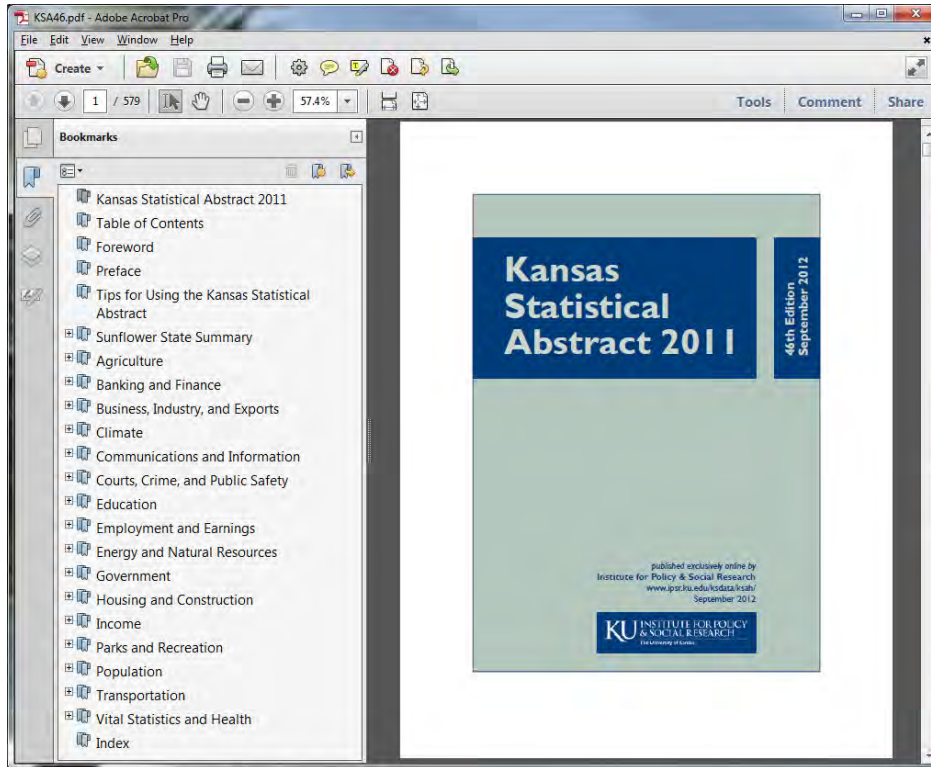 KSA46.pdf - Adobe Acrobat Pro
File Edit View Window Help
Create
1 / 579 57.4% Tools Comment Share
Bookmarks
Kansas Statistical Abstract 2011
Table of Contents
Foreword
Preface
Tips for Using the Kansas Statistical
Abstract
Sunflower State Summary
Agriculture
Banking and Finance
Business, Industry, and Exports
Climate
Communications and Information
Courts, Crime, and Public Safety
Education
Employment and Earnings
Energy and Natural Resources
Government
Housing and Construction
Income
Parks and Recreation
Population
Transportation
Vital Statistics and Health
Index
Kansas
Statistical
Abstract 2011
46th Edition
September 2012
published exclusively online by
Institute for Policy & Social Research
www.ipsr.ku.edu/ksdata/ksah/
September 2012
KU INSTITUTE FOR POLICY
& SOCIAL RESEARCH
The University of Kansas